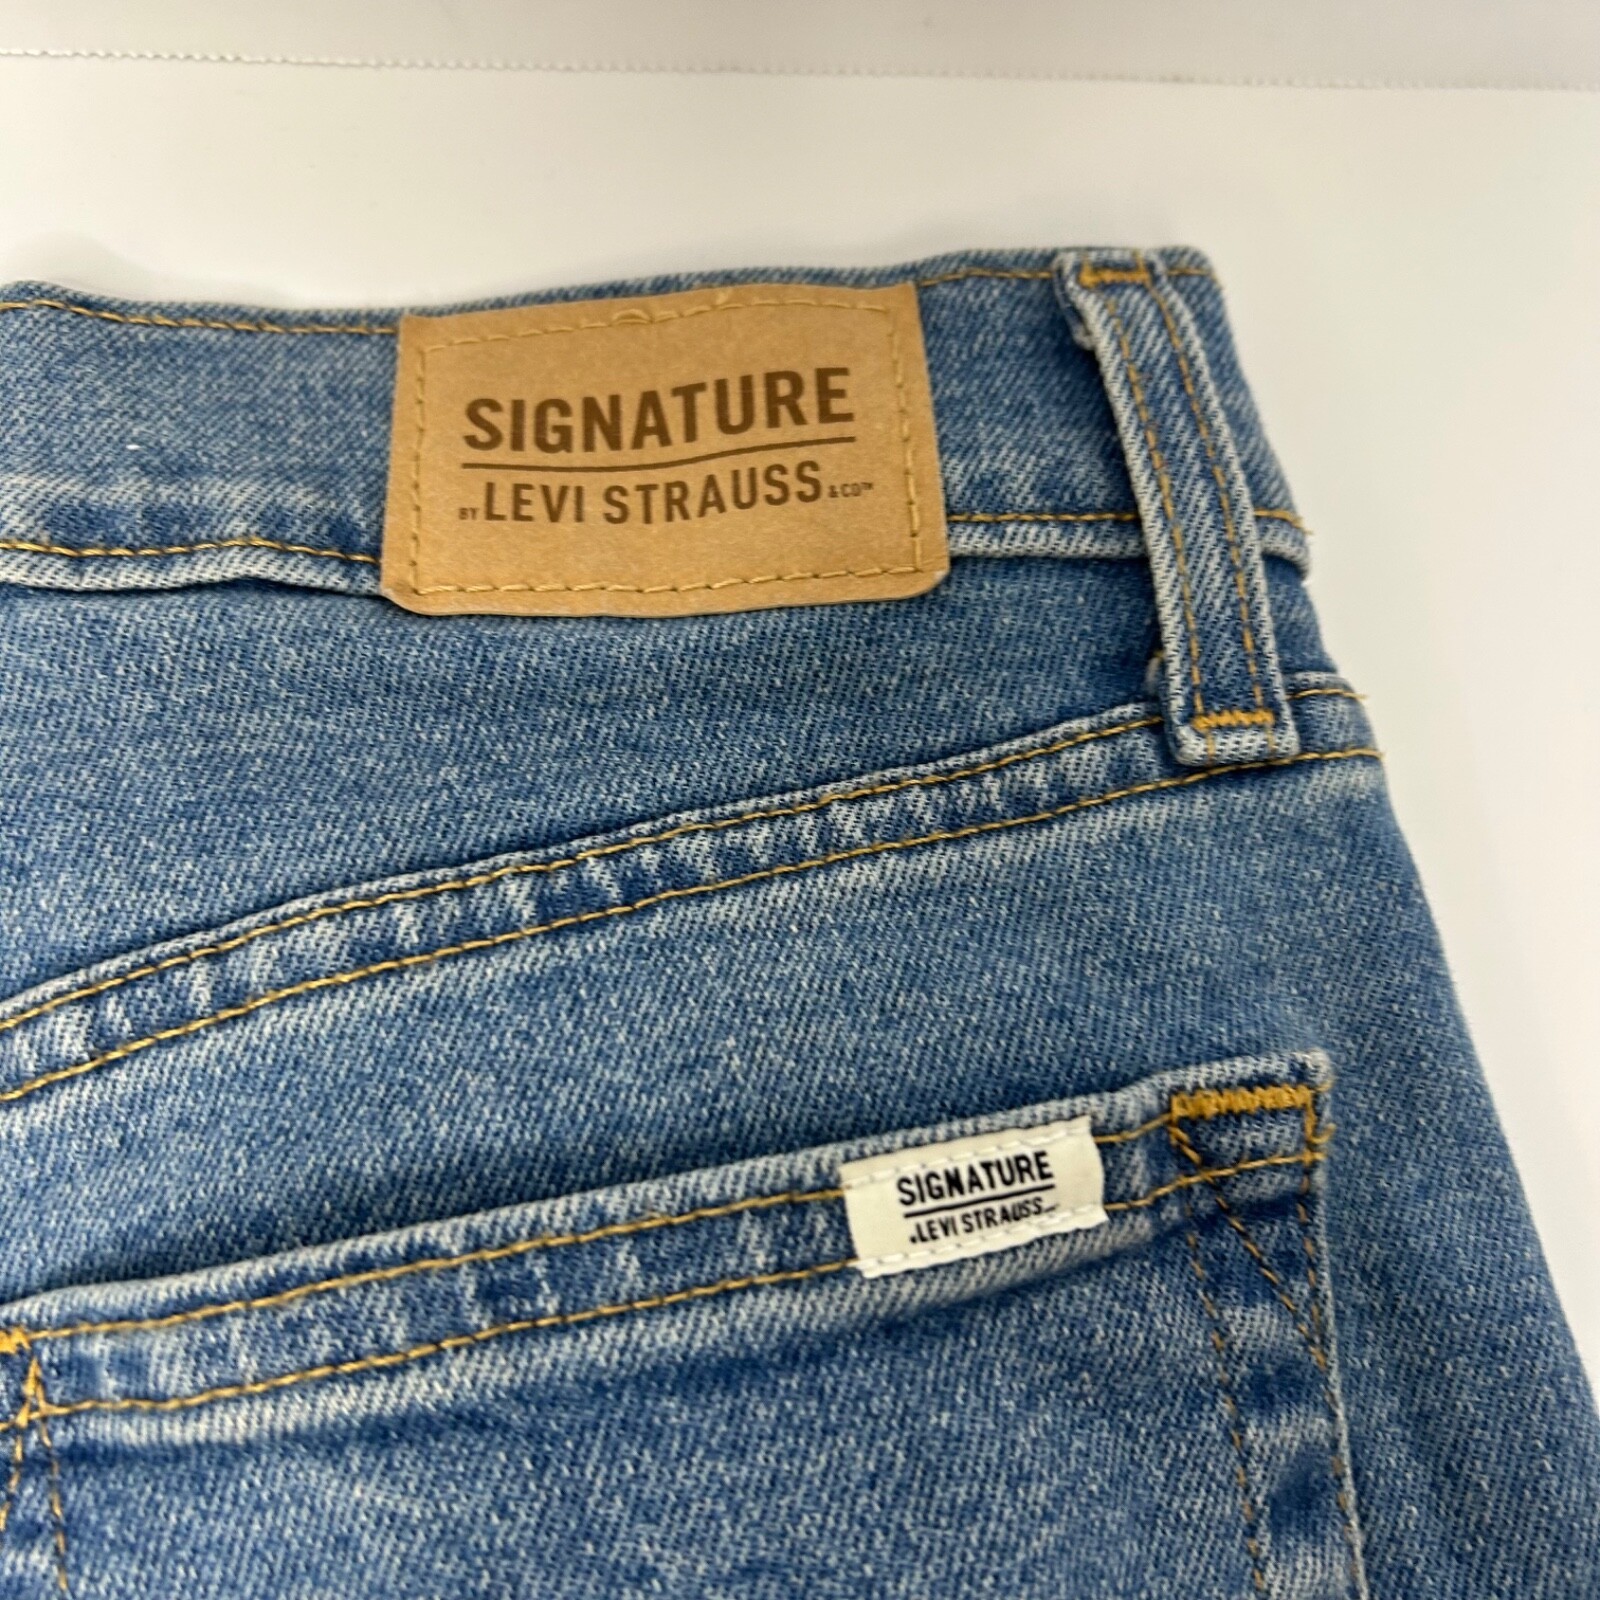 SIGNATURE
BY LEVI STRAUSS & CO™
SIGNATURE
LEVI STRAUSS